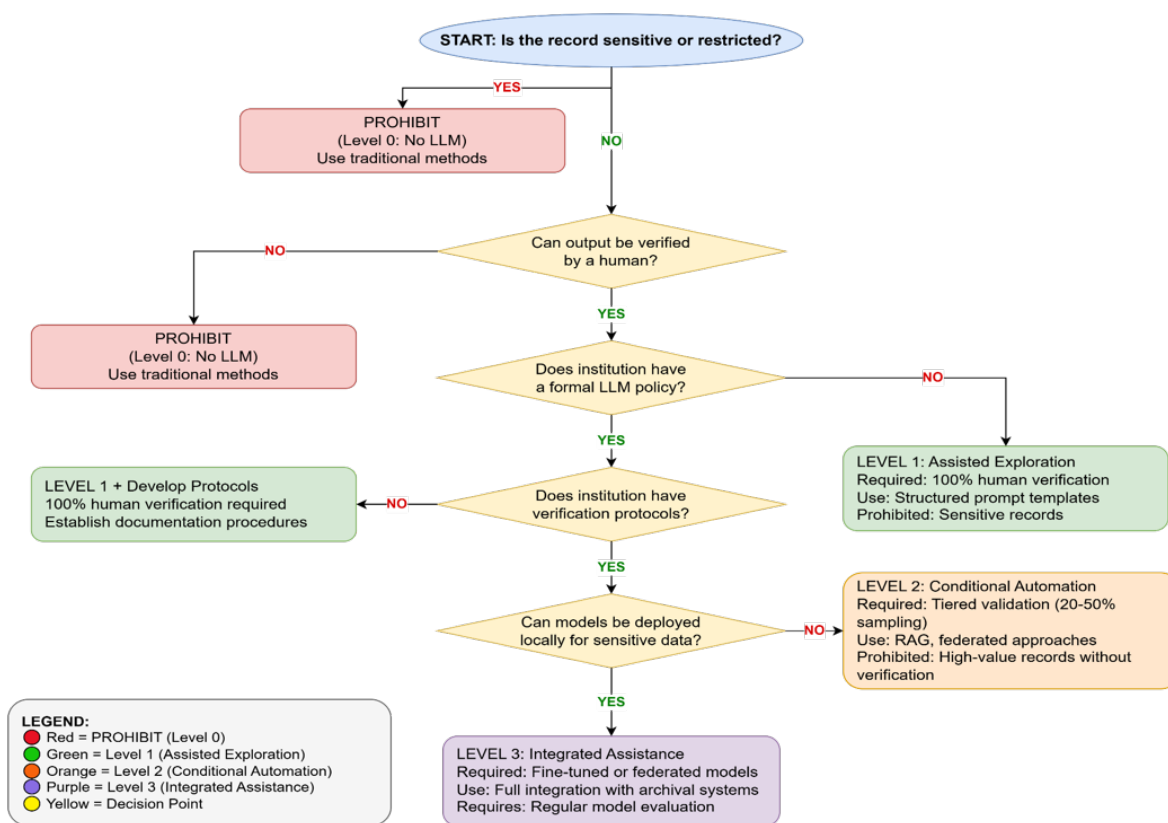 START: Is the record sensitive or restricted?
YES
PROHIBIT
(Level 0: No LLM)
Use traditional methods
NO
Can output be verified
by a human?
NO
PROHIBIT
(Level 0: No LLM)
Use traditional methods
YES
Does institution have
a formal LLM policy?
NO
LEVEL 1: Assisted Exploration
Required: 100% human verification
Use: Structured prompt templates
Prohibited: Sensitive records
YES
Does institution have
verification protocols?
NO
LEVEL 1 + Develop Protocols
100% human verification required
Establish documentation procedures
YES
Can models be deployed
locally for sensitive data?
NO
LEVEL 2: Conditional Automation
Required: Tiered validation (20-50%
sampling)
Use: RAG, federated approaches
Prohibited: High-value records without
verification
YES
LEVEL 3: Integrated Assistance
Required: Fine-tuned or federated models
Use: Full integration with archival systems
Requires: Regular model evaluation
LEGEND:
Red = PROHIBIT (Level 0)
Green = Level 1 (Assisted Exploration)
Orange = Level 2 (Conditional Automation)
Purple = Level 3 (Integrated Assistance)
Yellow = Decision Point